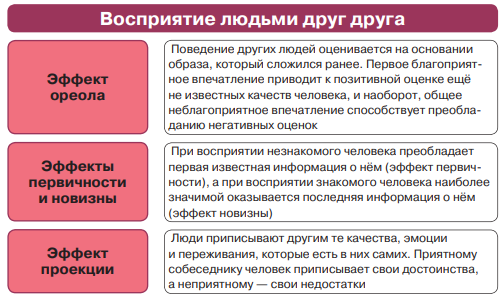 Восприятие людьми друг друга
Эффект
ореола
Поведение других людей оценивается на основании
образа, который сложился ранее. Первое благоприят-
ное впечатление приводит к позитивной оценке ещё
не известных качеств человека, и наоборот, общее
неблагоприятное впечатление способствует преобла-
данию негативных оценок
Эффекты
первичности
и новизны
При восприятии незнакомого человека преобладает
первая известная информация о нём (эффект первич-
ности), а при восприятии знакомого человека наиболее
значимой оказывается последняя информация о нём
(эффект новизны)
Эффект
проекции
Люди приписывают другим те качества, эмоции
и переживания, которые есть в них самих. Приятному
собеседнику человек приписывает свои достоинства,
а неприятному — свои недостатки